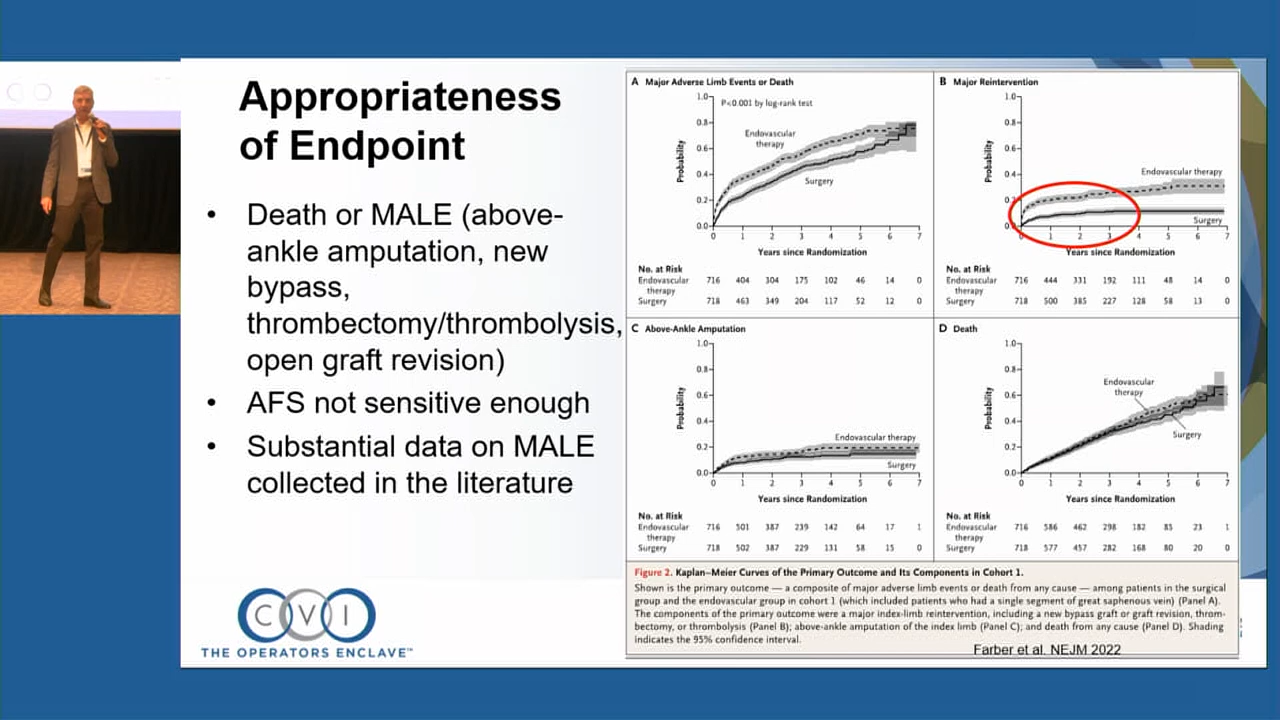 Appropriateness
of Endpoint
• Death or MALE (above-
ankle amputation, new
bypass,
thrombectomy/thrombolysis,
open graft revision)
• AFS not sensitive enough
• Substantial data on MALE
collected in the literature
CVI
THE OPERATORS ENCLAVE™
A Major Adverse Limb Events or Death
P<0.001 by log-rank test
1.0
0.8
0.6
0.4
0.2
0.0
Probability
Endovascular
therapy
Surgery
0 1 2 3 4 5 6 7
Years since Randomization
No. at Risk
Endovascular
therapy
716 404 304 175 102 46 14 0
Surgery 718 463 349 204 117 52 12 0
B Major Reintervention
1.0
0.8
0.6
0.4
Probability
Endovascular therapy
Surgery
1 2 3 4 5 6 7
Years since Randomization
No. at Risk
Endovascular
therapy
716 444 331 192 111 48 14 0
Surgery 718 500 385 227 128 58 13 0
C Above-Ankle Amputation
1.0
0.8
0.6
0.4
0.2
0.0
Probability
Endovascular therapy
Surgery
0 1 2 3 4 5 6 7
Years since Randomization
No. at Risk
Endovascular
therapy
716 501 387 239 142 64 17 1
Surgery 718 502 387 229 131 58 15 0
D Death
1.0
0.8
0.6
0.4
0.2
0.0
Probability
Endovascular
therapy
Surgery
0 1 2 3 4 5 6 7
Years since Randomization
No. at Risk
Endovascular
therapy
716 586 462 298 182 85 23 1
Surgery 718 577 457 282 168 80 20 0
Figure 2. Kaplan–Meier Curves of the Primary Outcome and Its Components in Cohort 1.
Shown is the primary outcome — a composite of major adverse limb events or death from any cause — among patients in the surgical
group and the endovascular group in cohort 1 (which included patients who had a single segment of great saphenous vein) (Panel A).
The components of the primary outcome were a major index-limb reintervention, including a new bypass graft or graft revision, throm-
bectomy, or thrombolysis (Panel B); above-ankle amputation of the index limb (Panel C); and death from any cause (Panel D). Shading
indicates the 95% confidence interval.
Farber et al. NEJM 2022